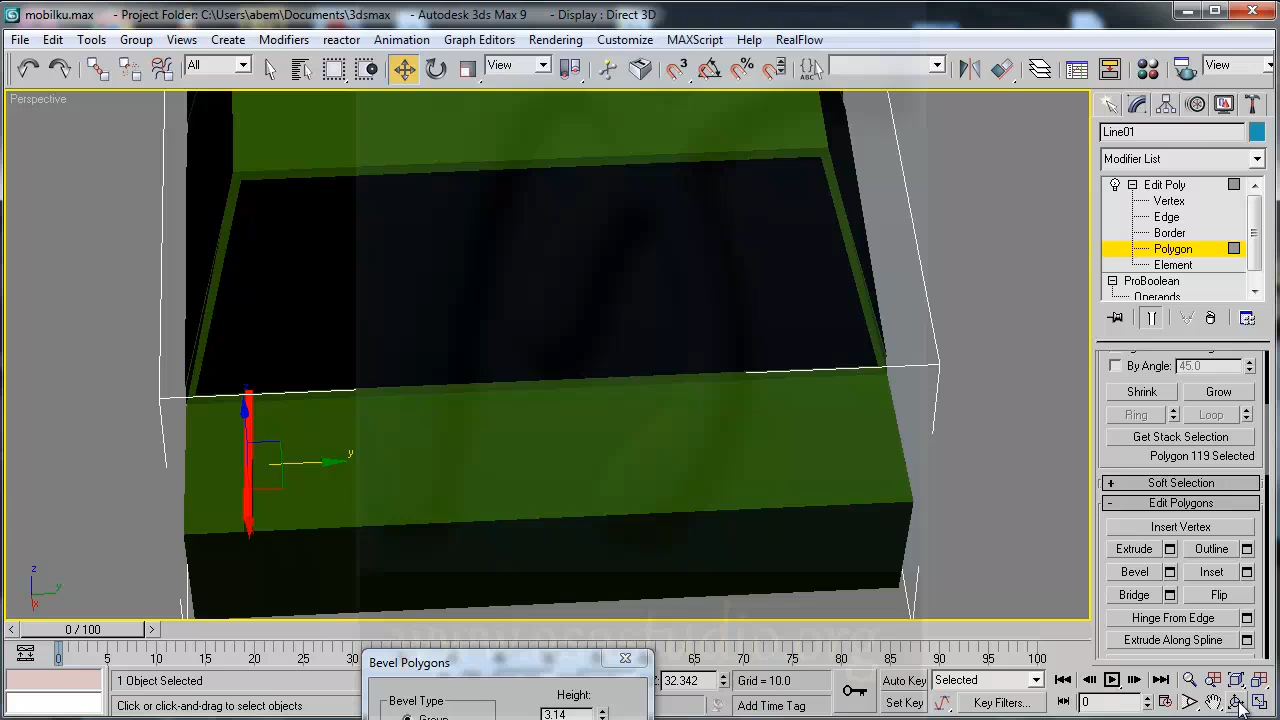 mobilku.max - Project Folder: C:\Users\abem\Documents\3dsmax - Autodesk 3ds Max 9 - Display : Direct 3D
File Edit Tools Group Views Create Modifiers reactor Animation Graph Editors Rendering Customize MAXScript Help RealFlow
All View 3 % ABC View
Perspective
Line01
Modifier List
Edit Poly
Vertex
Edge
Border
Polygon
Element
ProBoolean
Operands
By Angle: 45.0
Shrink Grow
Ring Loop
Get Stack Selection
Polygon 119 Selected
+ Soft Selection
- Edit Polygons
Insert Vertex
Extrude Outline
Bevel Inset
Bridge Flip
Hinge From Edge
Extrude Along Spline
y
z
y
x
0 / 100
0 5 10 15 20 25 30 65 70 75 80 85 90 95 100
Bevel Polygons
Bevel Type
Group
Height:
3.14
1 Object Selected
Click or click-and-drag to select objects
32.342
Grid = 10.0
Add Time Tag
Auto Key Selected
Set Key Key Filters...
0